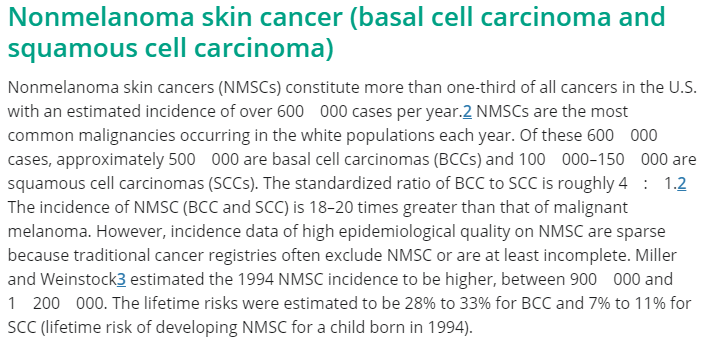 Nonmelanoma skin cancer (basal cell carcinoma and
squamous cell carcinoma)
Nonmelanoma skin cancers (NMSCs) constitute more than one-third of all cancers in the U.S.
with an estimated incidence of over 600 000 cases per year.2 NMSCs are the most
common malignancies occurring in the white populations each year. Of these 600 000
cases, approximately 500 000 are basal cell carcinomas (BCCs) and 100 000–150 000 are
squamous cell carcinomas (SCCs). The standardized ratio of BCC to SCC is roughly 4 : 1.2
The incidence of NMSC (BCC and SCC) is 18–20 times greater than that of malignant
melanoma. However, incidence data of high epidemiological quality on NMSC are sparse
because traditional cancer registries often exclude NMSC or are at least incomplete. Miller
and Weinstock3 estimated the 1994 NMSC incidence to be higher, between 900 000 and
1 200 000. The lifetime risks were estimated to be 28% to 33% for BCC and 7% to 11% for
SCC (lifetime risk of developing NMSC for a child born in 1994).